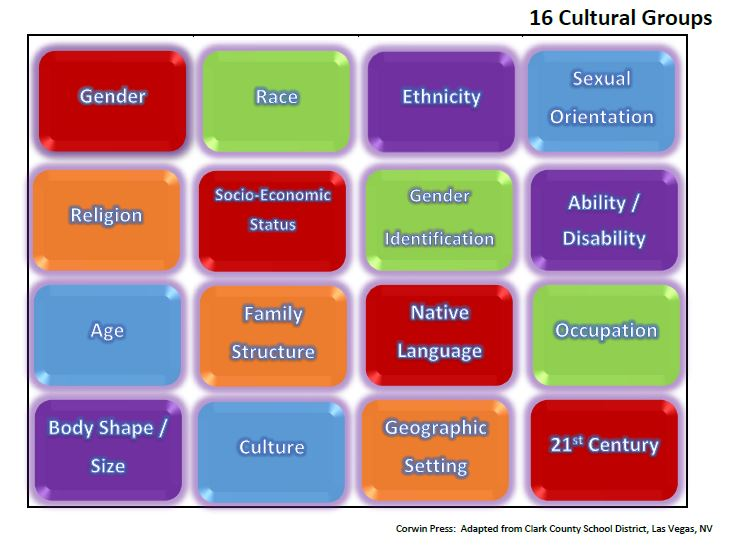 16 Cultural Groups
Gender
Race
Ethnicity
Sexual
Orientation
Religion
Socio-Economic
Status
Gender
Identification
Ability /
Disability
Age
Family
Structure
Native
Language
Occupation
Body Shape /
Size
Culture
Geographic
Setting
21st Century
Corwin Press: Adapted from Clark County School District, Las Vegas, NV